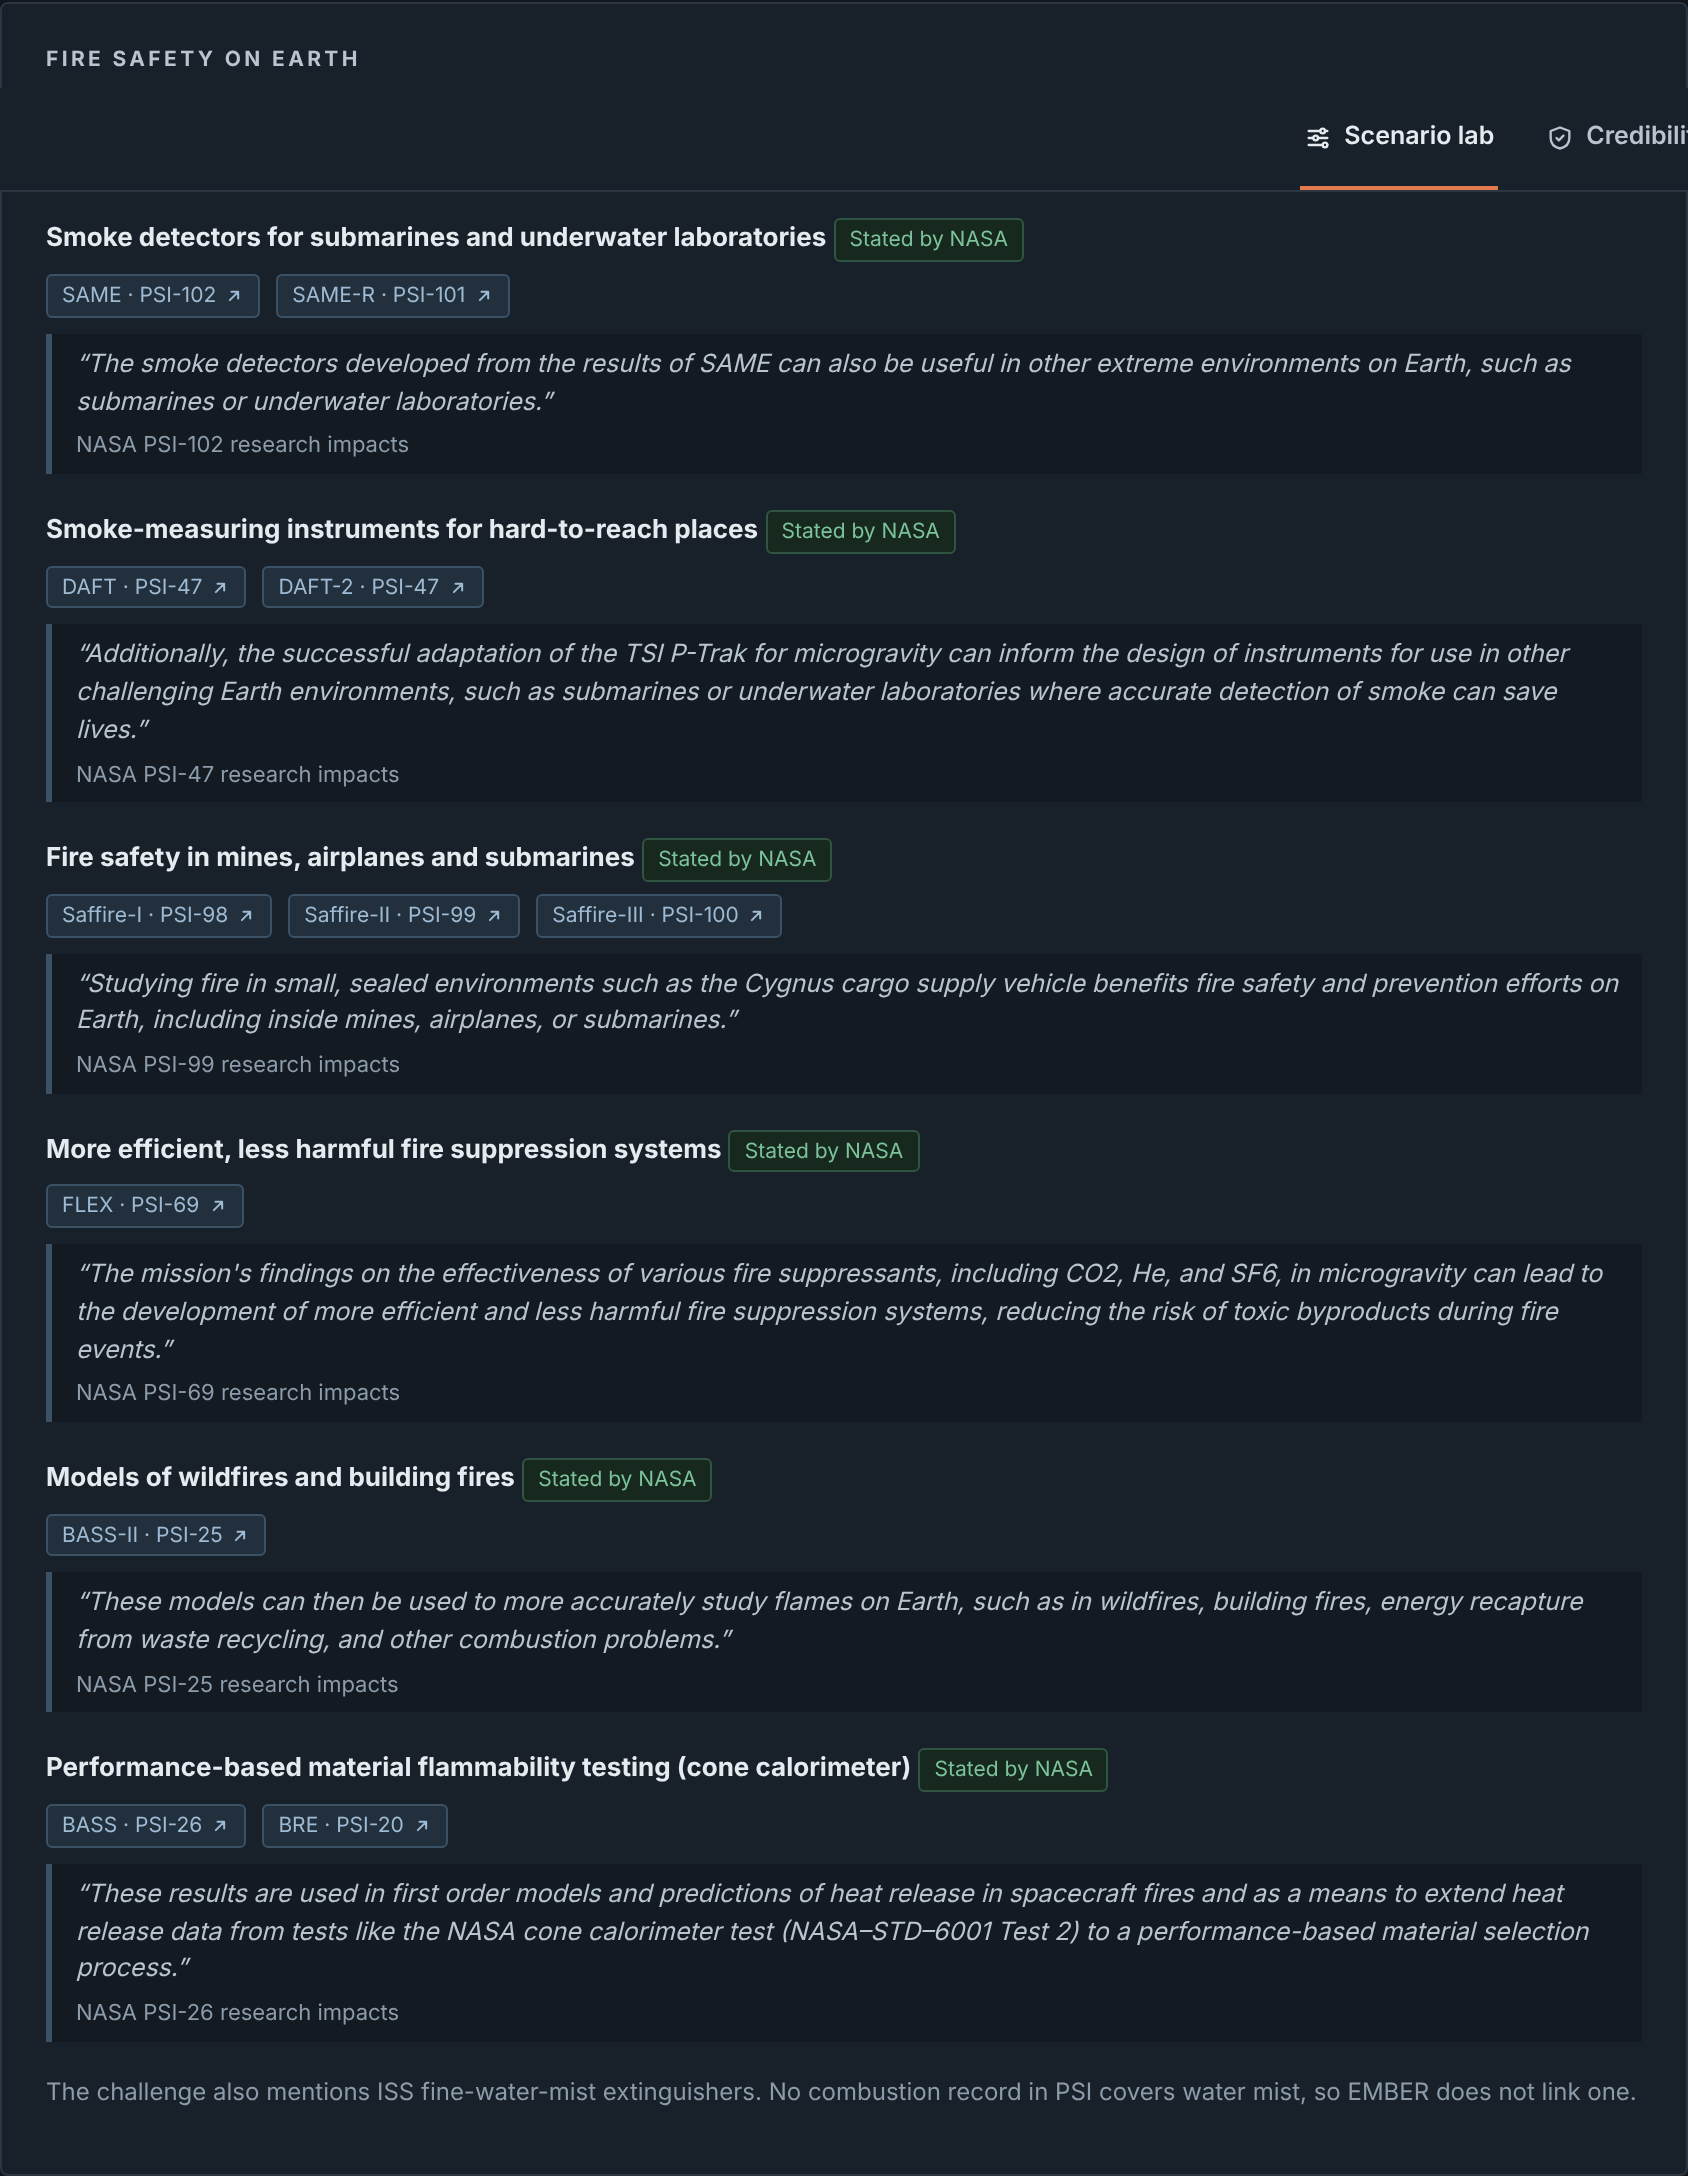 FIRE SAFETY ON EARTH
Scenario lab
Smoke detectors for submarines and underwater laboratories Stated by NASA
SAME · PSI-102 ↗ SAME-R · PSI-101 ↗
“The smoke detectors developed from the results of SAME can also be useful in other extreme environments on Earth, such as
submarines or underwater laboratories.”
NASA PSI-102 research impacts
Smoke-measuring instruments for hard-to-reach places Stated by NASA
DAFT · PSI-47 ↗ DAFT-2 · PSI-47 ↗
“Additionally, the successful adaptation of the TSI P-Trak for microgravity can inform the design of instruments for use in other
challenging Earth environments, such as submarines or underwater laboratories where accurate detection of smoke can save
lives.”
NASA PSI-47 research impacts
Fire safety in mines, airplanes and submarines Stated by NASA
Saffire-I · PSI-98 ↗ Saffire-II · PSI-99 ↗ Saffire-III · PSI-100 ↗
“Studying fire in small, sealed environments such as the Cygnus cargo supply vehicle benefits fire safety and prevention efforts on
Earth, including inside mines, airplanes, or submarines.”
NASA PSI-99 research impacts
More efficient, less harmful fire suppression systems Stated by NASA
FLEX · PSI-69 ↗
“The mission's findings on the effectiveness of various fire suppressants, including CO2, He, and SF6, in microgravity can lead to
the development of more efficient and less harmful fire suppression systems, reducing the risk of toxic byproducts during fire
events.”
NASA PSI-69 research impacts
Models of wildfires and building fires Stated by NASA
BASS-II · PSI-25 ↗
“These models can then be used to more accurately study flames on Earth, such as in wildfires, building fires, energy recapture
from waste recycling, and other combustion problems.”
NASA PSI-25 research impacts
Performance-based material flammability testing (cone calorimeter) Stated by NASA
BASS · PSI-26 ↗ BRE · PSI-20 ↗
“These results are used in first order models and predictions of heat release in spacecraft fires and as a means to extend heat
release data from tests like the NASA cone calorimeter test (NASA–STD–6001 Test 2) to a performance-based material selection
process.”
NASA PSI-26 research impacts
The challenge also mentions ISS fine-water-mist extinguishers. No combustion record in PSI covers water mist, so EMBER does not link one.